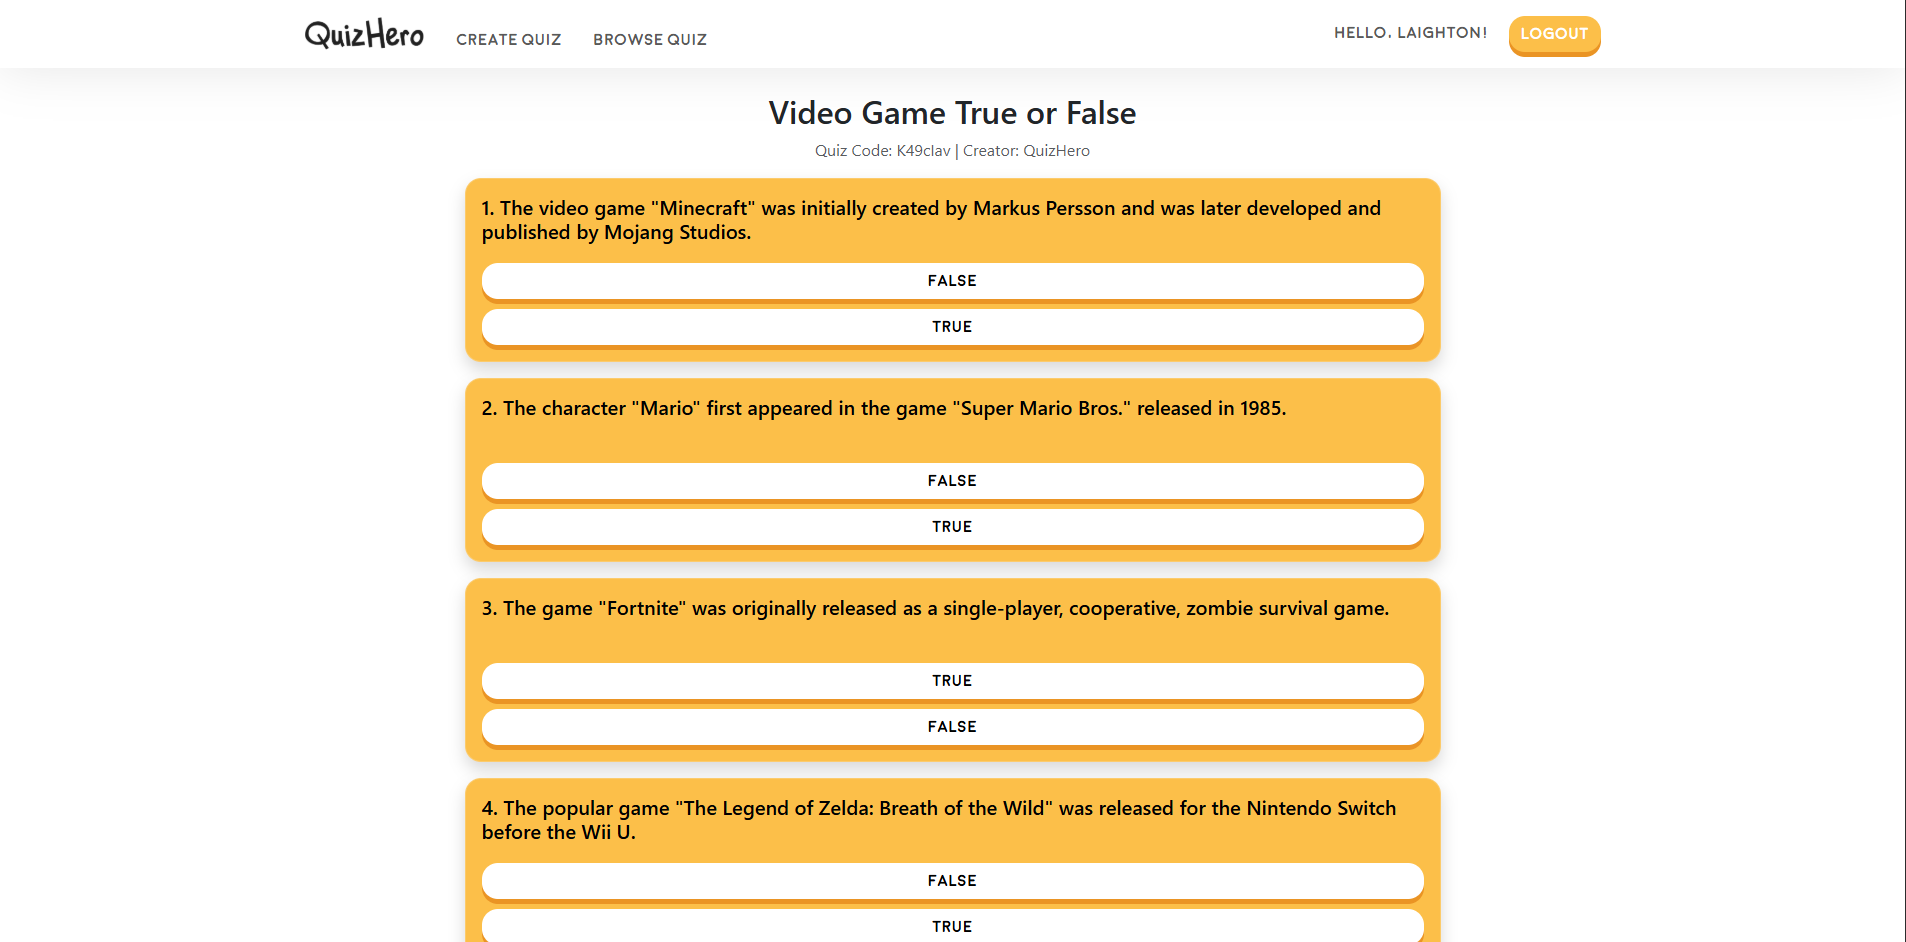 QuizHero
CREATE QUIZ
BROWSE QUIZ
HELLO, LAIGHTON!
LOGOUT
Video Game True or False
Quiz Code: K49cIav | Creator: QuizHero
1. The video game "Minecraft" was initially created by Markus Persson and was later developed and
published by Mojang Studios.
FALSE
TRUE
2. The character "Mario" first appeared in the game "Super Mario Bros." released in 1985.
FALSE
TRUE
3. The game "Fortnite" was originally released as a single-player, cooperative, zombie survival game.
TRUE
FALSE
4. The popular game "The Legend of Zelda: Breath of the Wild" was released for the Nintendo Switch
before the Wii U.
FALSE
TRUE